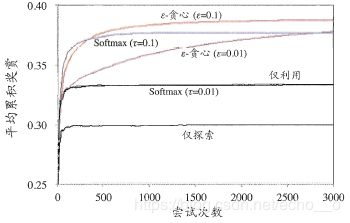 0.40
ε-贪心 (ε=0.1)
Softmax (τ=0.1)
ε-贪心 (ε=0.01)
0.35
仅利用
Softmax (τ=0.01)
平均累积奖赏
0.30
仅探索
0.25
0 500 1000 1500 2000 2500 3000
尝试次数